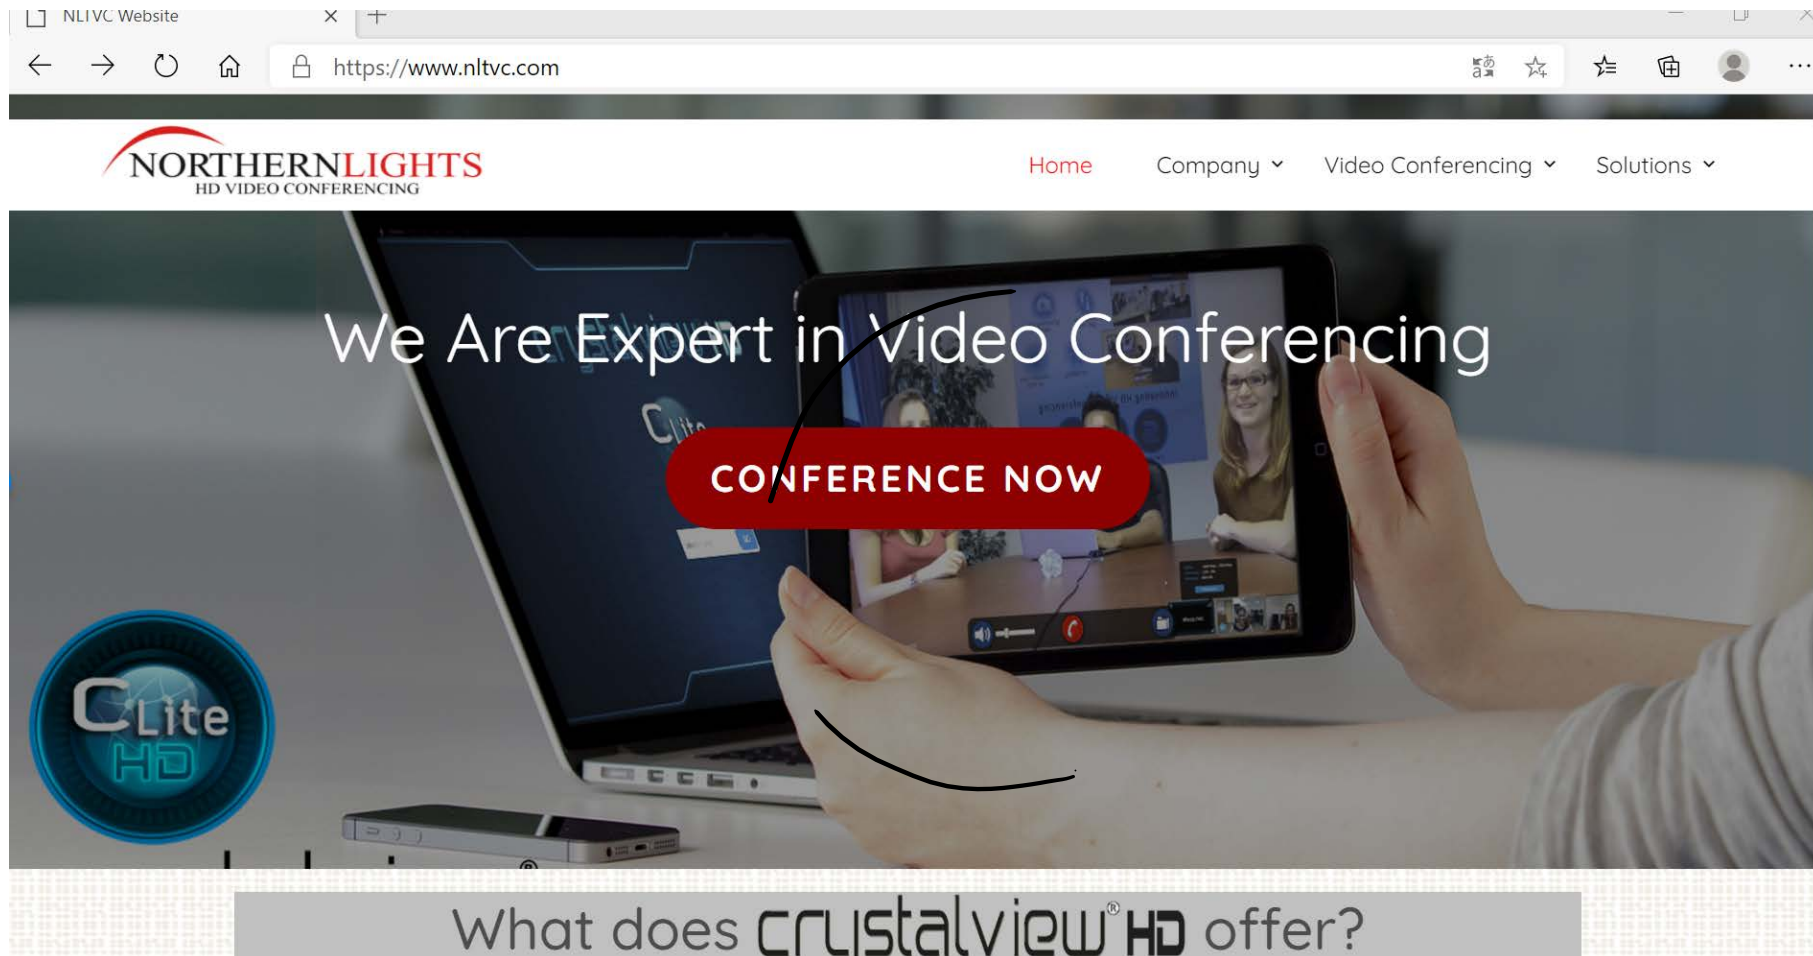 NLTVC Website
https://www.nltvc.com
NORTHERNLIGHTS
HD VIDEO CONFERENCING
Home Company Video Conferencing Solutions
We Are Expert in Video Conferencing
CLite
CONFERENCE NOW
CLite
HD
What does crystalview® HD offer?